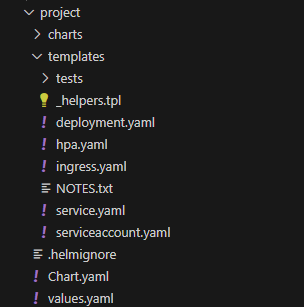 project
charts
templates
tests
_helpers.tpl
deployment.yaml
hpa.yaml
ingress.yaml
NOTES.txt
service.yaml
serviceaccount.yaml
.helmignore
Chart.yaml
values.yaml